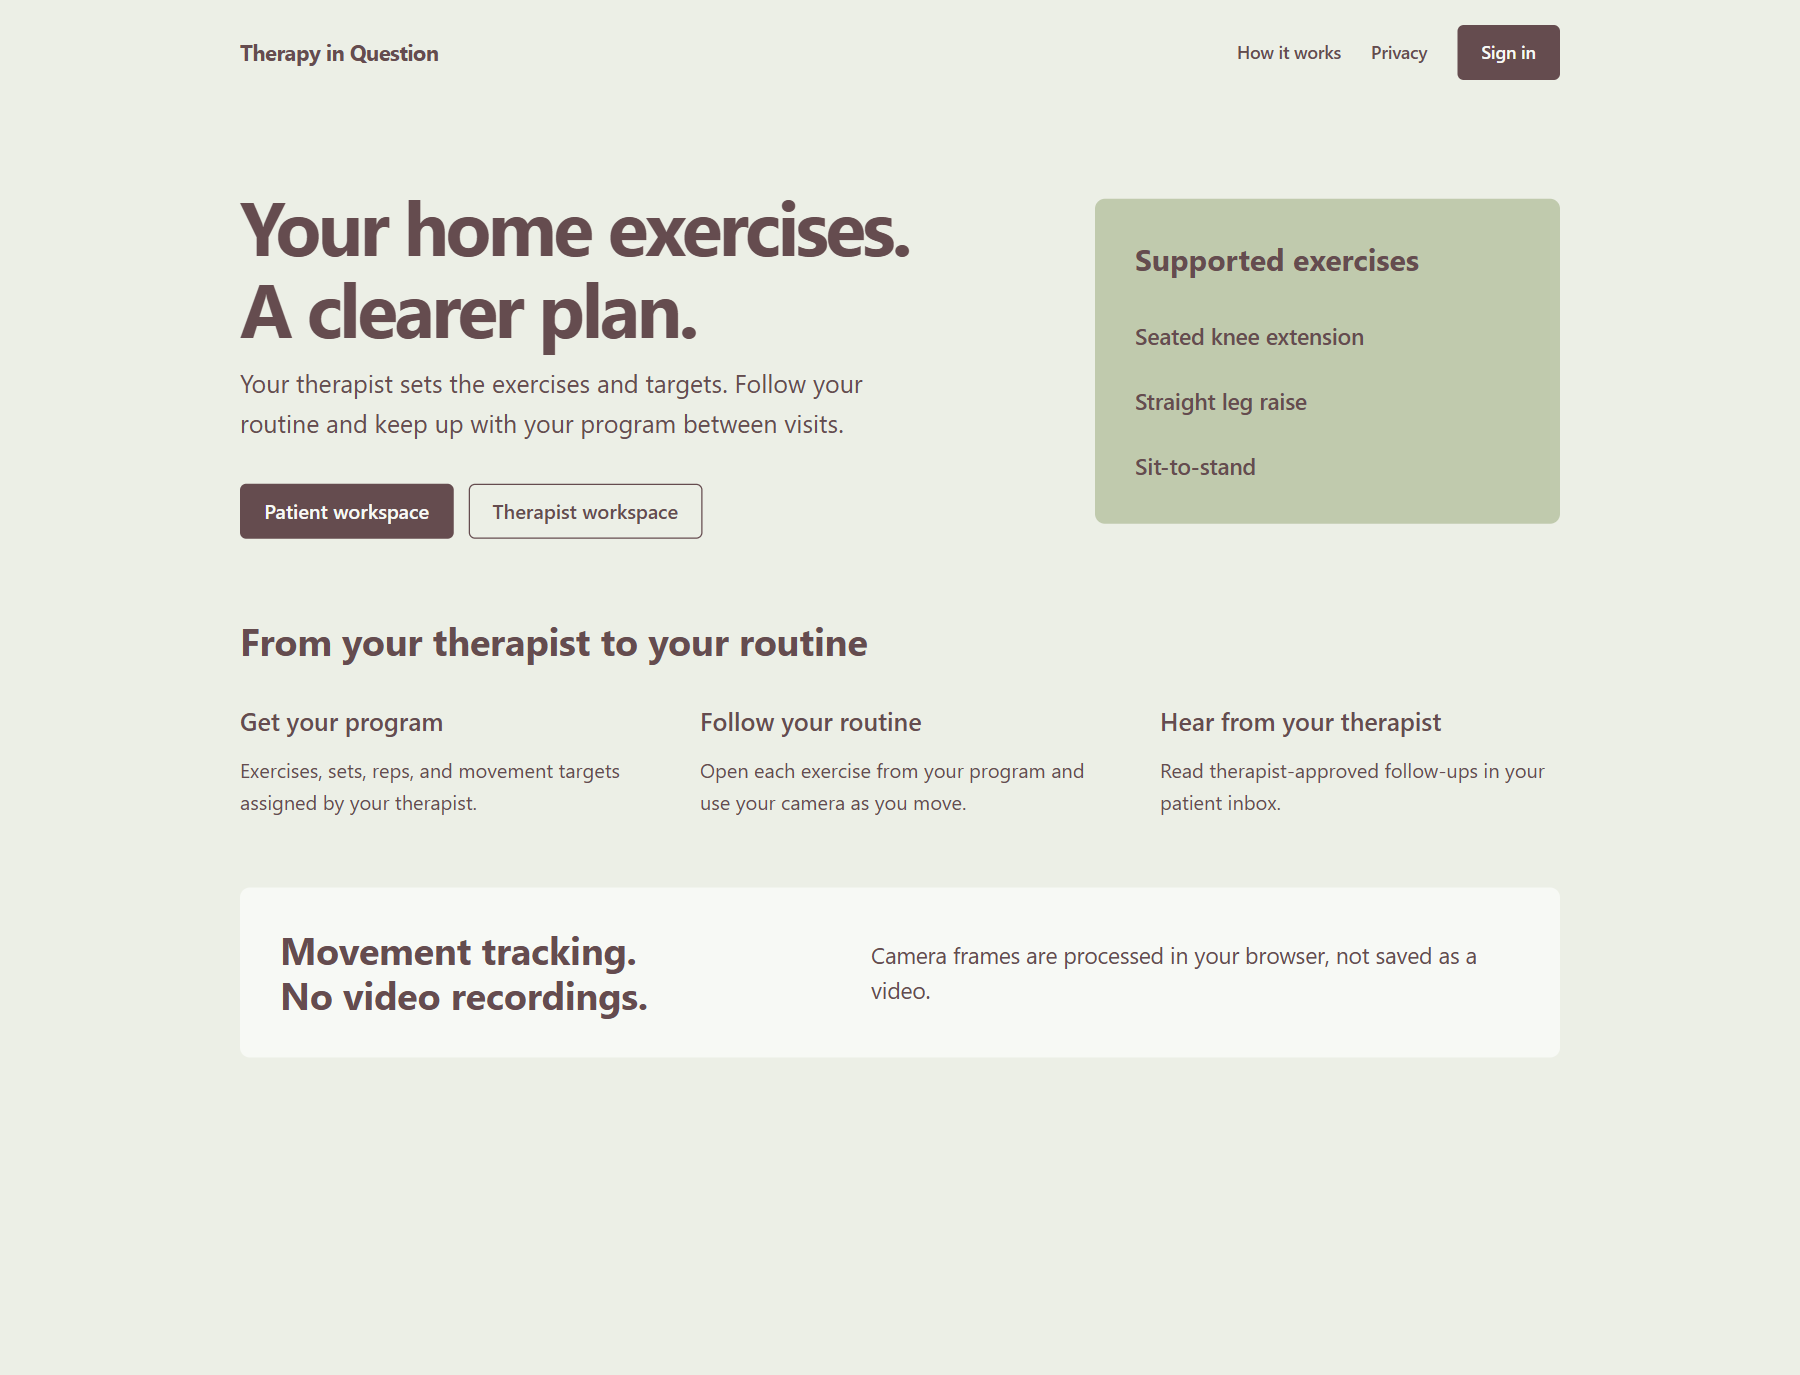 Therapy in Question
How it works
Privacy
Sign in
Your home exercises.
A clearer plan.
Your therapist sets the exercises and targets. Follow your
routine and keep up with your program between visits.
Patient workspace
Therapist workspace
Supported exercises
Seated knee extension
Straight leg raise
Sit-to-stand
From your therapist to your routine
Get your program
Exercises, sets, reps, and movement targets
assigned by your therapist.
Follow your routine
Open each exercise from your program and
use your camera as you move.
Hear from your therapist
Read therapist-approved follow-ups in your
patient inbox.
Movement tracking.
No video recordings.
Camera frames are processed in your browser, not saved as a
video.